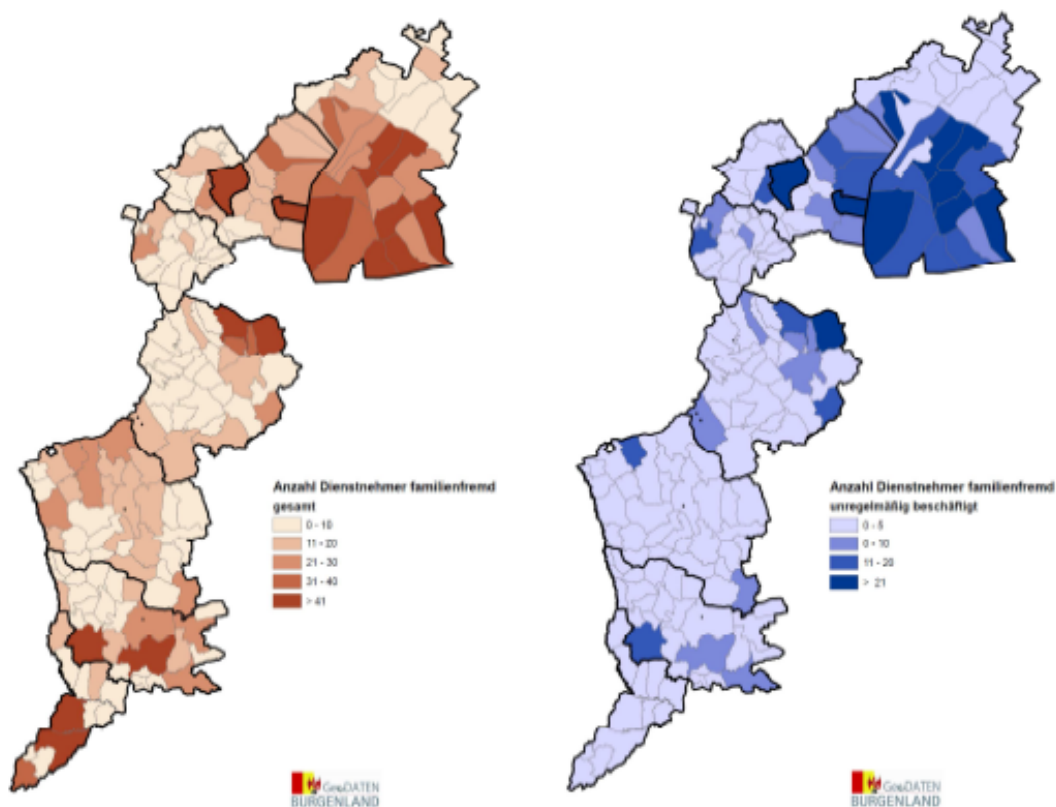 Anzahl Dienstnehmer familienfremd
gesamt
0 - 10
11 - 20
21 - 30
31 - 40
> 41
GeoDATEN
BURGENLAND
Anzahl Dienstnehmer familienfremd
unregelmäßig beschäftigt
0 - 5
0 - 10
11 - 20
> 21
GeoDATEN
BURGENLAND